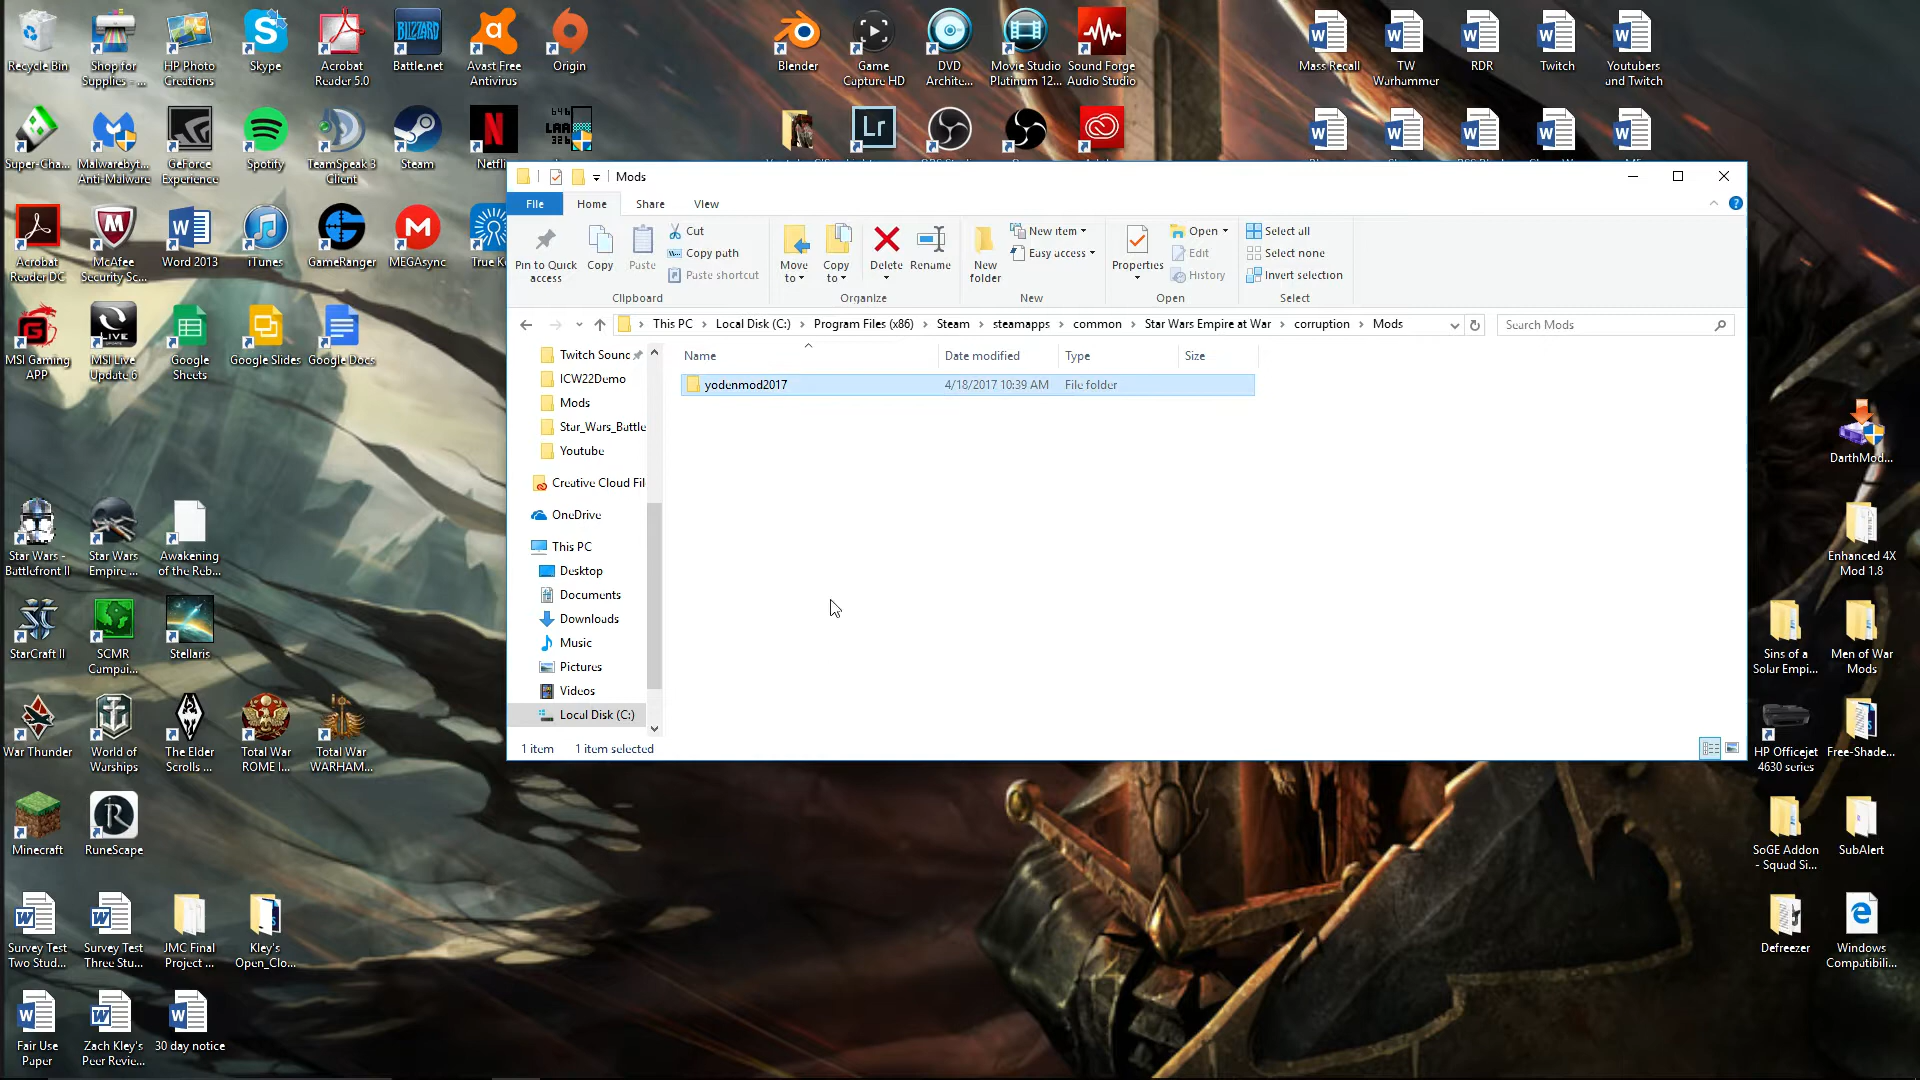 Recycle Bin
Shop for
Supplies - ...
HP Photo
Creations
Skype
Acrobat
Reader 5.0
BLIZZARD
Battle.net
Avast Free
Antivirus
Origin
Blender
Game
Capture HD
DVD
Archite...
Movie Studio
Platinum 12...
Sound Forge
Audio Studio
Mass Recall
TW
Warhammer
RDR
Twitch
Youtubers
and Twitch
Super-Cha...
Malwarebyt...
Anti-Malware
GeForce
Experience
Spotify
TeamSpeak 3
Client
Steam
Netfli
Lr
Mods
File
Home
Share
View
Pin to Quick
access
Copy
Paste
Cut
Copy path
Paste shortcut
Clipboard
Move
to
Copy
to
Delete
Rename
Organize
New
folder
New item
Easy access
New
Properties
Open
Edit
History
Open
Select all
Select none
Invert selection
Select
This PC
Local Disk (C:)
Program Files (x86)
Steam
steamapps
common
Star Wars Empire at War
corruption
Mods
Search Mods
Twitch Sounc
ICW22Demo
Mods
Star_Wars_Battle
Youtube
Creative Cloud Fil
OneDrive
This PC
Desktop
Documents
Downloads
Music
Pictures
Videos
Local Disk (C:)
Name
Date modified
Type
Size
yodenmod2017
4/18/2017 10:39 AM
File folder
1 item
1 item selected
Acrobat
Reader DC
McAfee
Security Sc...
Word 2013
iTunes
GameRanger
MEGAsync
True K
MSI Gaming
APP
LIVE
MSI Live
Update 6
Google
Sheets
Google Slides
Google Docs
Star Wars -
Battlefront II
Star Wars
Empire ...
Awakening
of the Reb...
StarCraft II
SCMR
Campai...
Stellaris
War Thunder
World of
Warships
The Elder
Scrolls ...
Total War
ROME I...
Total War
WARHAM...
Minecraft
RuneScape
Survey Test
Two Stud...
Survey Test
Three Stu...
JMC Final
Project ...
Kley's
Open_Clo...
Fair Use
Paper
Zach Kley's
Peer Revie...
30 day notice
DarthMod...
Enhanced 4X
Mod 1.8
Sins of a
Solar Empi...
Men of War
Mods
HP Officejet
4630 series
Free-Shade...
SoGE Addon
- Squad Si...
SubAlert
Defreezer
Windows
Compatibili...